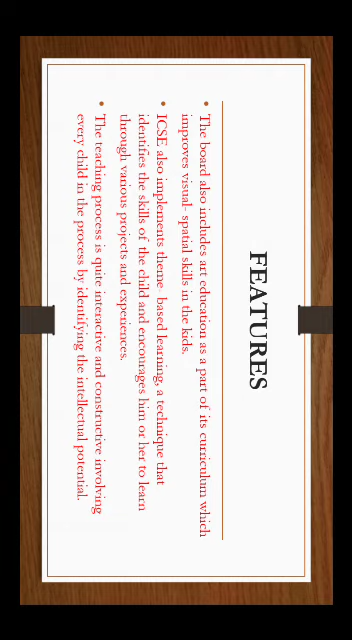 FEATURES
• The board also includes art education as a part of its curriculum which
improves visual- spatial skills in the kids.
• ICSE also implements theme- based learning, a technique that
identifies the skills of the child and encourages him or her to learn
through various projects and experiences.
• The teaching process is quite interactive and constructive involving
every child in the process by identifying the intellectual potential.